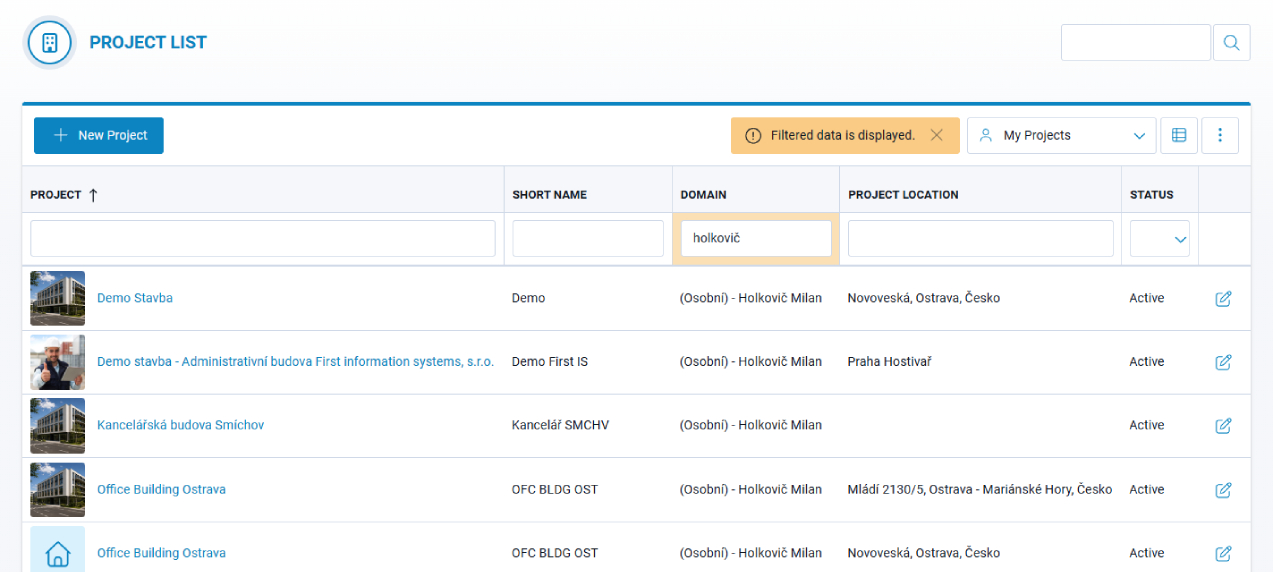 PROJECT LIST
New Project
Filtered data is displayed.
My Projects
PROJECT SHORT NAME DOMAIN PROJECT LOCATION STATUS
holkovič
Demo Stavba Demo (Osobní) - Holkovič Milan Novoveská, Ostrava, Česko Active
Demo stavba - Administrativní budova First information systems, s.r.o. Demo First IS (Osobní) - Holkovič Milan Praha Hostivař Active
Kancelářská budova Smíchov Kancelář SMCHV (Osobní) - Holkovič Milan Active
Office Building Ostrava OFC BLDG OST (Osobní) - Holkovič Milan Mládí 2130/5, Ostrava - Mariánské Hory, Česko Active
Office Building Ostrava OFC BLDG OST (Osobní) - Holkovič Milan Novoveská, Ostrava, Česko Active